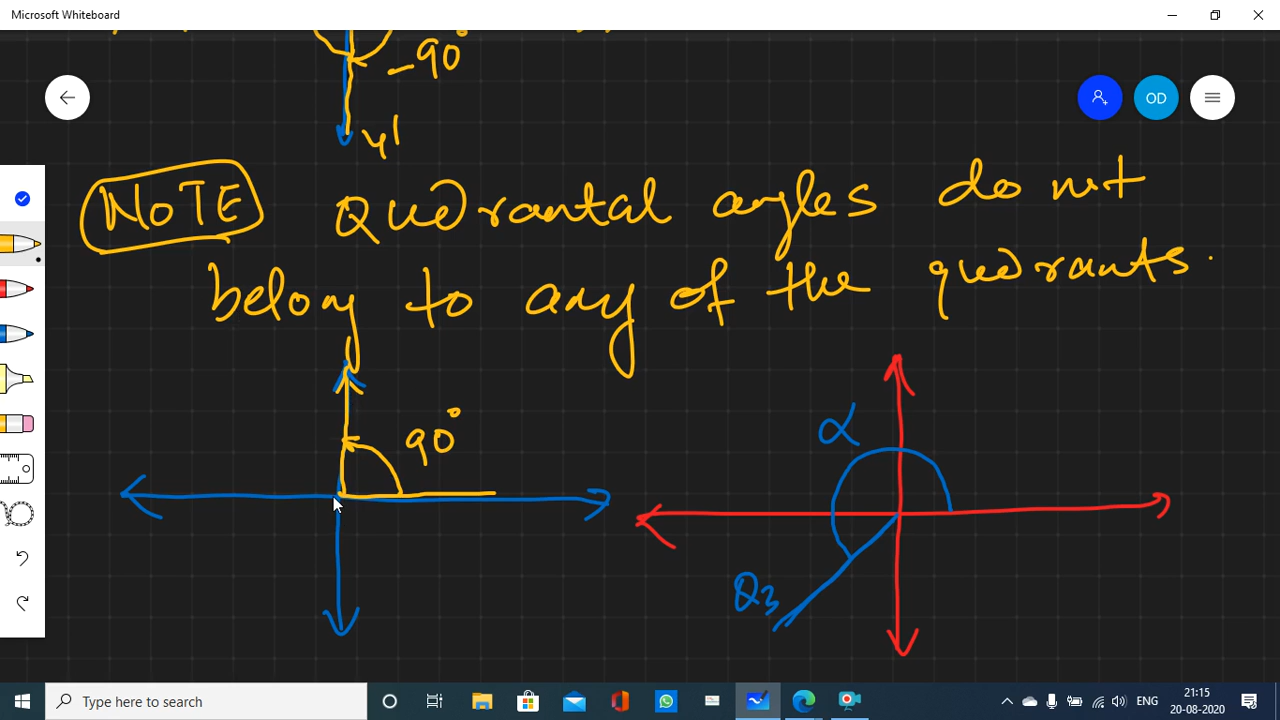 Microsoft Whiteboard
-90°
y'
OD
NOTE Quadrantal angles do not
belong to any of the quadrants.
90°
α
Q3
Type here to search
ENG
21:15
20-08-2020